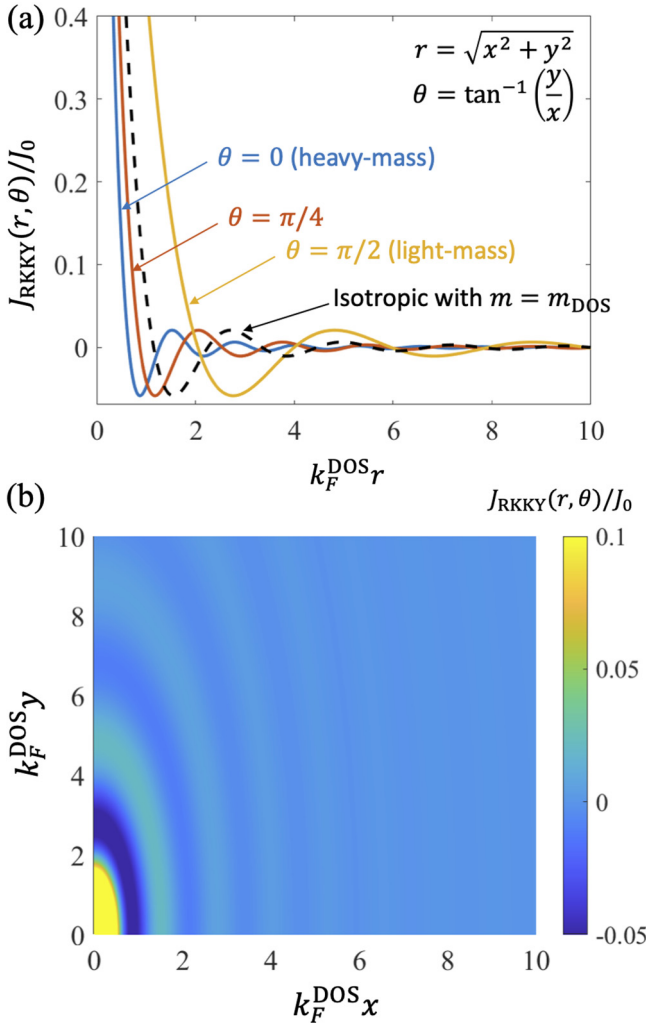 (a)
r = √x² + y²
θ = tan⁻¹ (y/x)
θ = 0 (heavy-mass)
θ = π/4
θ = π/2 (light-mass)
Isotropic with m = m_DOS
J_RKKY(r, θ)/J₀
0.4
0.3
0.2
0.1
0
0 2 4 6 8 10
k_F^DOS r
(b)
J_RKKY(r, θ)/J₀
k_F^DOS y
10
8
6
4
2
0
0 2 4 6 8 10
k_F^DOS x
0.1
0.05
0
-0.05